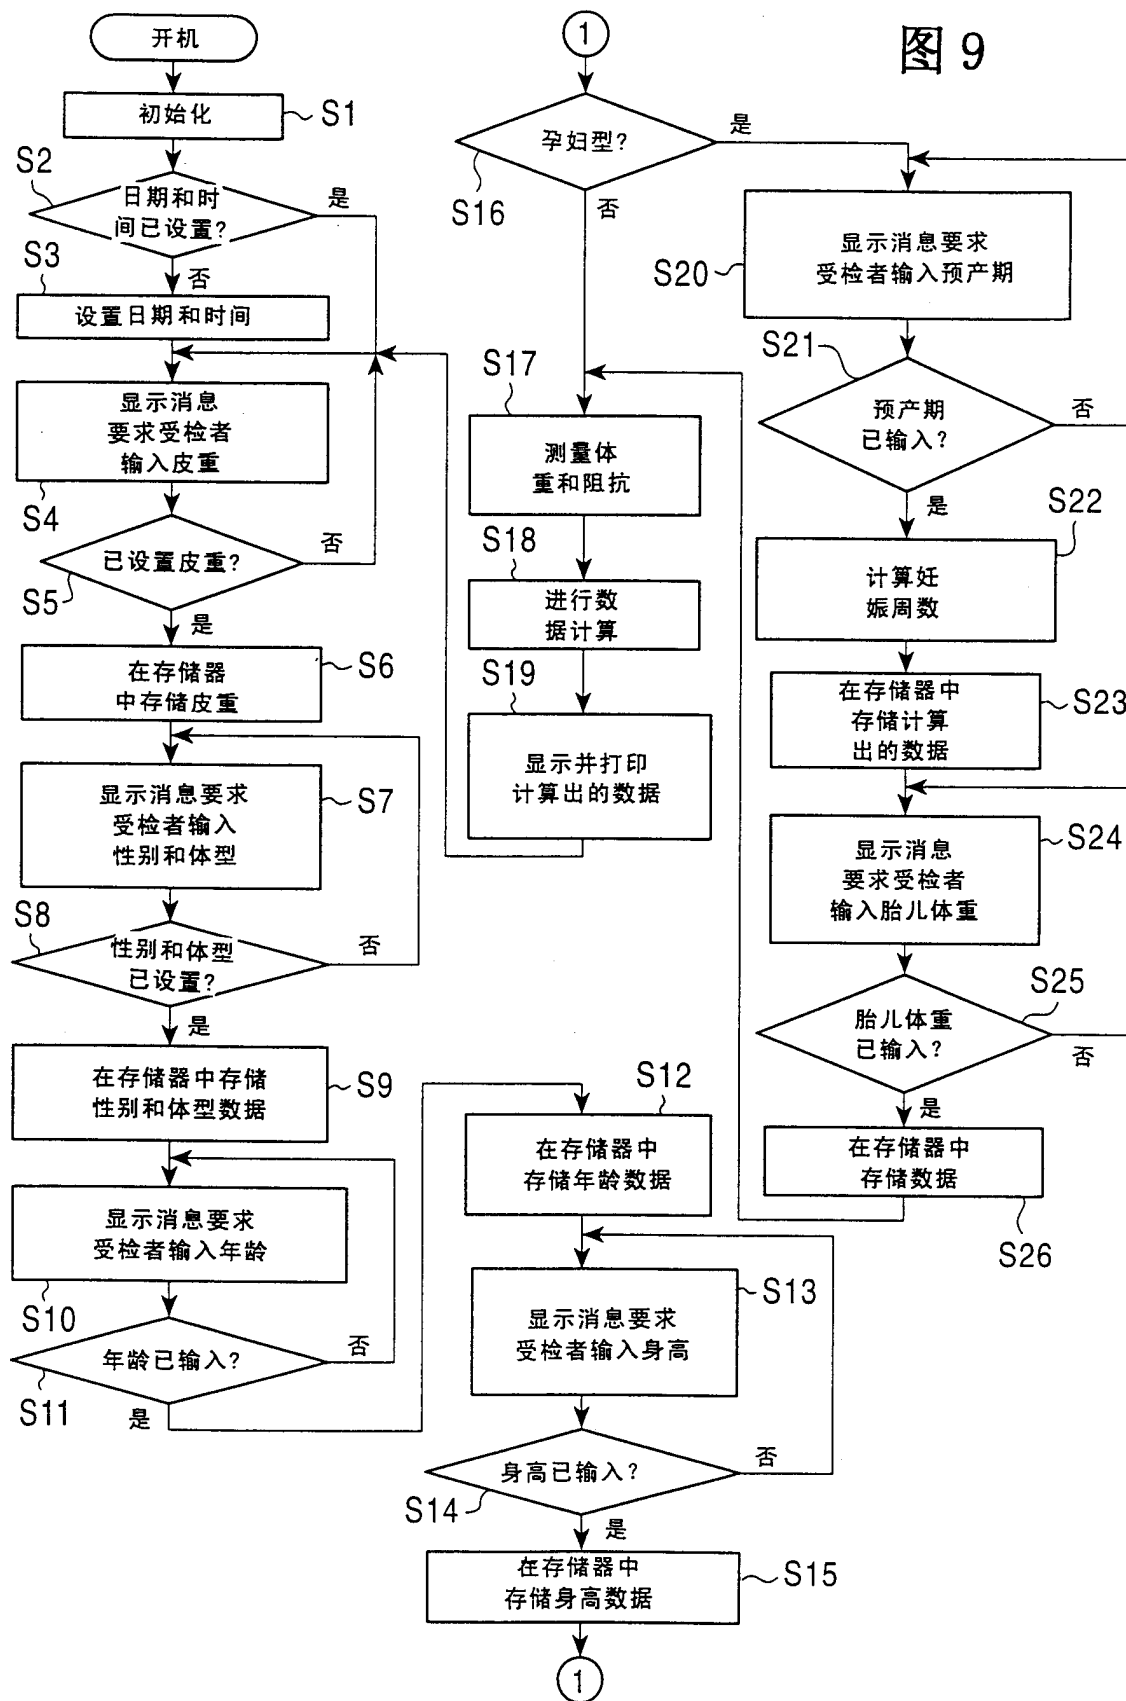 图 9
开机
初始化
S1
S2
日期和时
间已设置?
是
否
S3
设置日期和时间
显示消息
要求受检者
输入皮重
S4
已设置皮重?
否
S5
是
在存储器
中存储皮重
S6
显示消息要求
受检者输入
性别和体型
S7
S8
性别和体型
已设置?
否
是
在存储器中存储
性别和体型数据
S9
显示消息要求
受检者输入年龄
S10
年龄已输入?
否
S11
是
S12
在存储器中
存储年龄数据
显示消息要求
受检者输入身高
S13
身高已输入?
否
S14
是
在存储器中
存储身高数据
S15
1
1
孕妇型?
是
S16
否
S17
测量体
重和阻抗
S18
进行数
据计算
S19
显示并打印
计算出的数据
显示消息要求
受检者输入预产期
S20
S21
预产期
已输入?
否
是
S22
计算妊
娠周数
在存储器中
存储计算
出的数据
S23
显示消息
要求受检者
输入胎儿体重
S24
胎儿体重
已输入?
S25
否
是
在存储器中
存储数据
S26